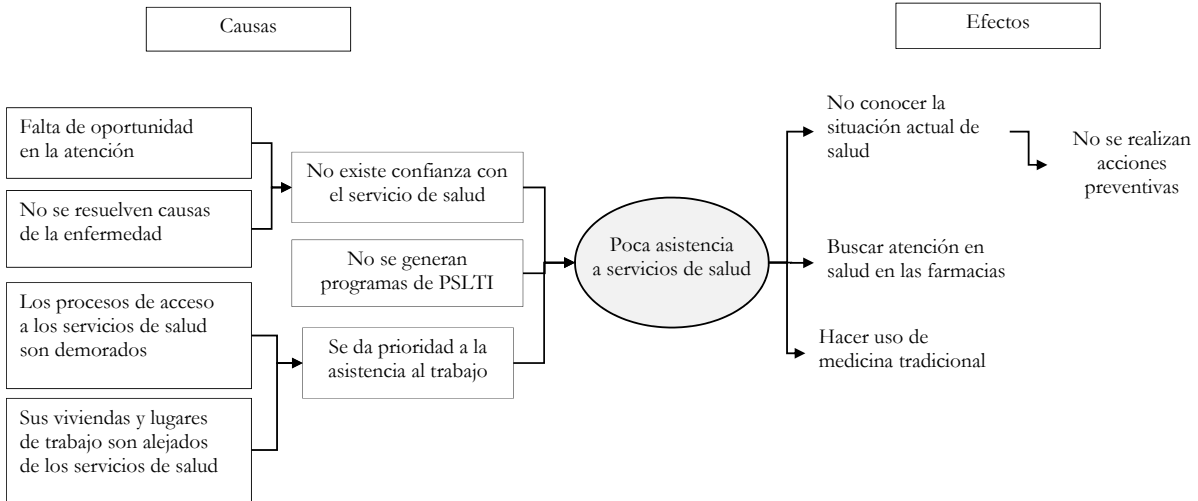 Causas
Efectos
Falta de oportunidad
en la atención
No se resuelven causas
de la enfermedad
Los procesos de acceso
a los servicios de salud
son demorados
Sus viviendas y lugares
de trabajo son alejados
de los servicios de salud
No existe confianza con
el servicio de salud
No se generan
programas de PSLTI
Se da prioridad a la
asistencia al trabajo
Poca asistencia
a servicios de salud
No conocer la
situación actual de
salud
No se realizan
acciones
preventivas
Buscar atención en
salud en las farmacias
Hacer uso de
medicina tradicional